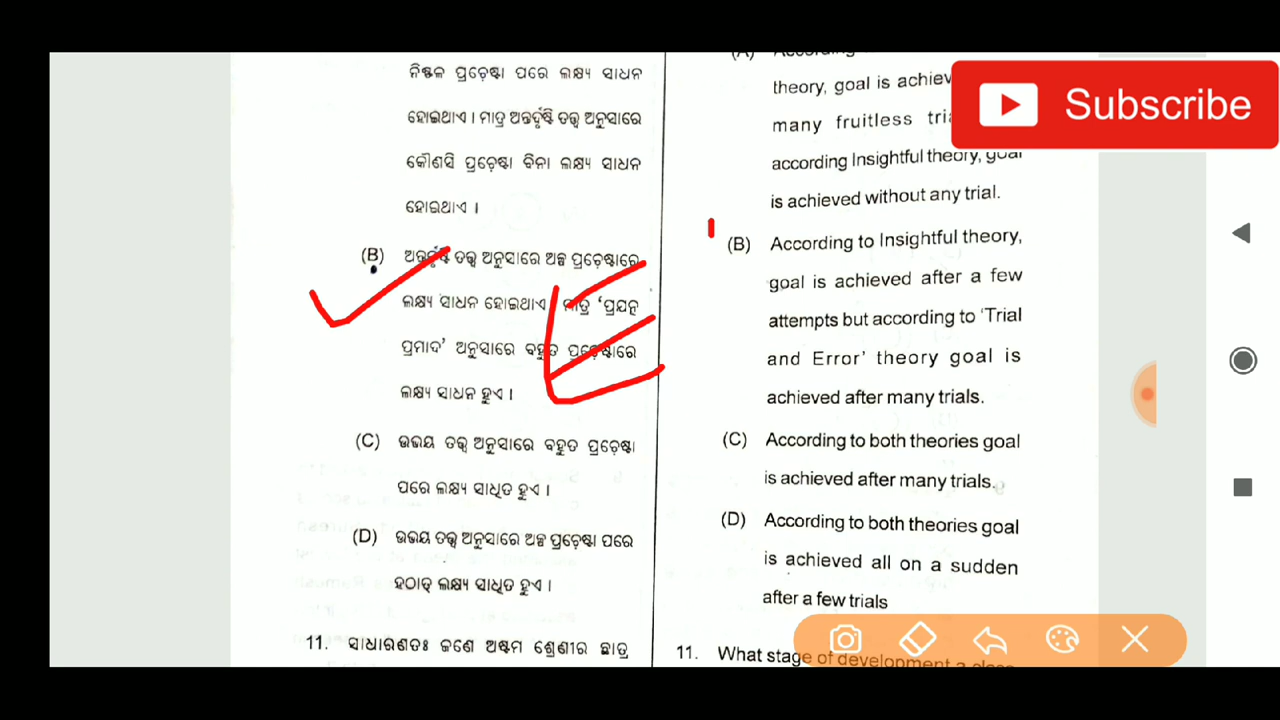 ନିଷ୍ଫଳ ପ୍ରଚ଼େଷ୍ଟା ପରେ ଲକ୍ଷ୍ୟ ସାଧନ
ହୋଇଥାଏ । ମାତ୍ର ଅନ୍ତର୍ଦୃଷ୍ଟି ତତ୍ତ୍ୱ ଅନୁସାରେ
କୌଣସି ପ୍ରଚ଼େଷ୍ଟା ବିନା ଲକ୍ଷ୍ୟ ସାଧନ
ହୋଇଥାଏ ।
(B) ଅନ୍ତର୍ଦୃଷ୍ଟି ତତ୍ତ୍ୱ ଅନୁସାରେ ଅଳ୍ପ ପ୍ରଚ଼େଷ୍ଟାରେ
ଲକ୍ଷ୍ୟ ସାଧନ ହୋଇଥାଏ ମାତ୍ର ‘ପ୍ରଯତ୍ନ
ପ୍ରମାଦ’ ଅନୁସାରେ ବହୁତ ପ୍ରଚ଼େଷ୍ଟାରେ
ଲକ୍ଷ୍ୟ ସାଧନ ହୁଏ ।
(C) ଉଭୟ ତତ୍ତ୍ୱ ଅନୁସାରେ ବହୁତ ପ୍ରଚ଼େଷ୍ଟା
ପରେ ଲକ୍ଷ୍ୟ ସାଧିତ ହୁଏ ।
(D) ଉଭୟ ତତ୍ତ୍ୱ ଅନୁସାରେ ଅଳ୍ପ ପ୍ରଚ଼େଷ୍ଟା ପରେ
ହଠାତ୍ ଲକ୍ଷ୍ୟ ସାଧିତ ହୁଏ ।
11. ସାଧାରଣତଃ ଜଣେ ଅଷ୍ଟମ ଶ୍ରେଣୀର ଛାତ୍ର
(A) According
theory, goal is
many fruitless
according Insightful theory, goal
is achieved without any trial.
(B) According to Insightful theory,
goal is achieved after a few
attempts but according to ‘Trial
and Error’ theory goal is
achieved after many trials.
(C) According to both theories goal
is achieved after many trials.
(D) According to both theories goal
is achieved all on a sudden
after a few trials
11. What stage of development a
Subscribe